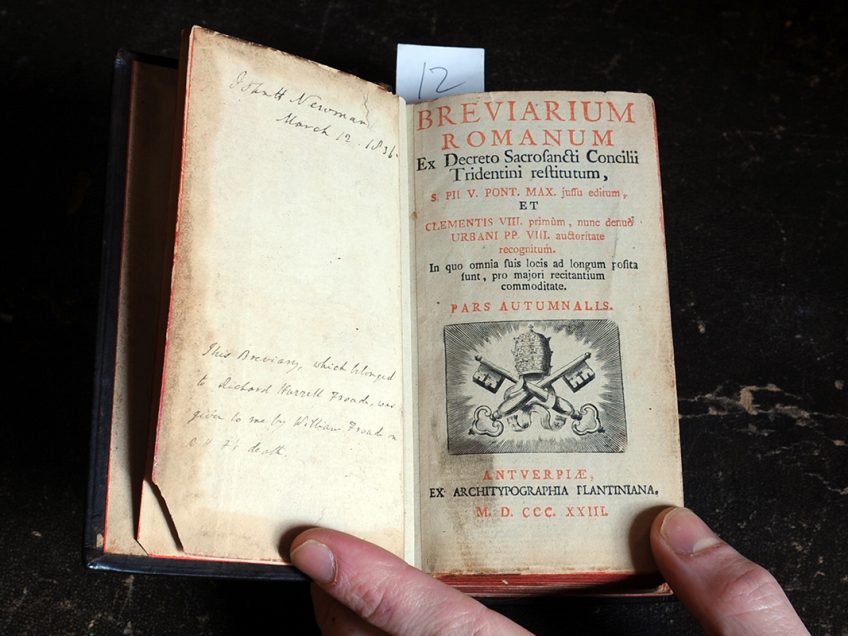 12
John H Newman
March 12. 1836.
This Breviary, which belonged
to Richard Hurrell Froude, was
given to me by William Froude on
death.
BREVIARIUM
ROMANUM
Ex Decreto Sacrosancti Concilii
Tridentini restitutum,
S. PII V. PONT. MAX. jussu editum,
ET
CLEMENTIS VIII. primùm, nunc denuò
URBANI PP. VIII. auctoritate
recognitum.
In quo omnia suis locis ad longum posita
sunt, pro majori recitantium
commoditate.
PARS AUTUMNALIS.
ANTVERPIÆ,
EX ARCHITYPOGRAPHIA PLANTINIANA.
M. D. CCC. XXIII.